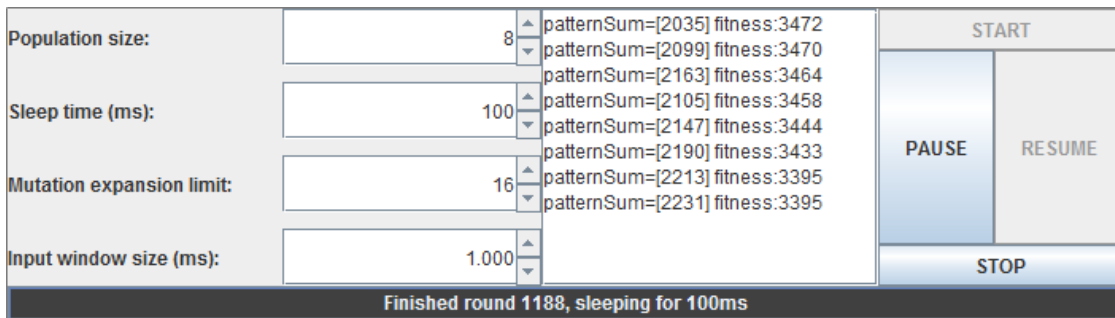 Population size:
8
Sleep time (ms):
100
Mutation expansion limit:
16
Input window size (ms):
1.000
patternSum=[2035] fitness:3472
patternSum=[2099] fitness:3470
patternSum=[2163] fitness:3464
patternSum=[2105] fitness:3458
patternSum=[2147] fitness:3444
patternSum=[2190] fitness:3433
patternSum=[2213] fitness:3395
patternSum=[2231] fitness:3395
START
PAUSE
RESUME
STOP
Finished round 1188, sleeping for 100ms